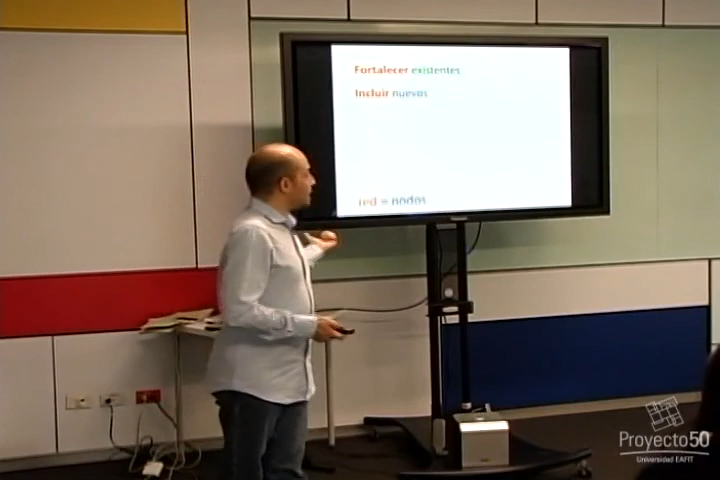 Fortalecer existentes
Incluir nuevos
red = nodos
Proyecto50
Universidad EAFIT